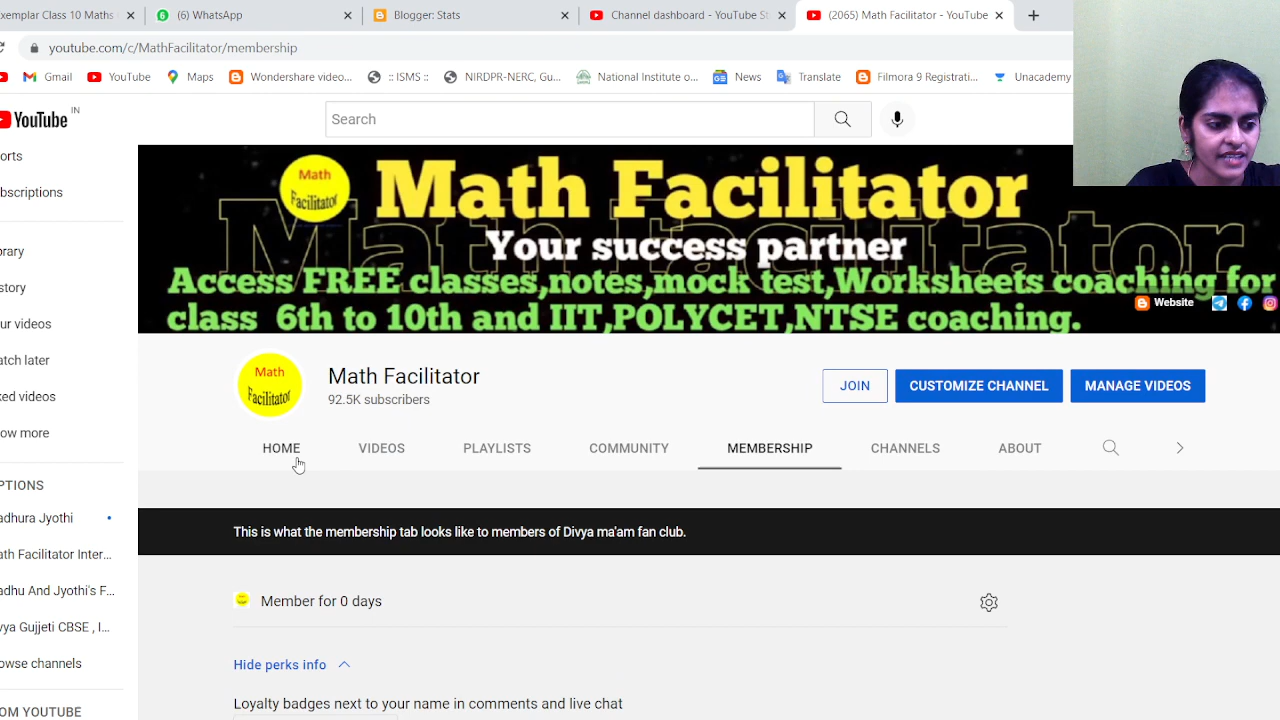 xemplar Class 10 Maths
(6) WhatsApp
Blogger: Stats
Channel dashboard - YouTube St
(2065) Math Facilitator - YouTube
youtube.com/c/MathFacilitator/membership
Gmail
YouTube
Maps
Wondershare video...
:: ISMS ::
NIRDPR-NERC, Gu...
National Institute o...
News
Translate
Filmora 9 Registrati...
Unacademy
YouTube IN
Search
orts
bscriptions
brary
story
ur videos
atch later
ked videos
ow more
PTIONS
adhura Jyothi
ath Facilitator Inter...
adhu And Jyothi's F...
vya Gujjeti CBSE , I...
owse channels
OM YOUTUBE
Math Facilitator
Math Facilitator
Your success partner
Access FREE classes,notes,mock test,Worksheets coaching for
class 6th to 10th and IIT,POLYCET,NTSE coaching.
Website
Math Facilitator
Math Facilitator
92.5K subscribers
JOIN
CUSTOMIZE CHANNEL
MANAGE VIDEOS
HOME
VIDEOS
PLAYLISTS
COMMUNITY
MEMBERSHIP
CHANNELS
ABOUT
This is what the membership tab looks like to members of Divya ma'am fan club.
Member for 0 days
Hide perks info
Loyalty badges next to your name in comments and live chat